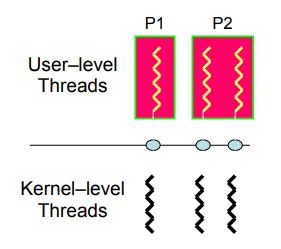 P1 P2
User–level
Threads
Kernel–level
Threads